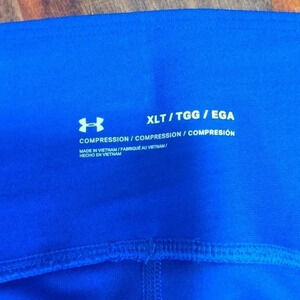 XLT / TGG / EGA
COMPRESSION / COMPRESSION / COMPRESIÓN
MADE IN VIETNAM / FABRIQUÉ AU VIETNAM /
HECHO EN VIETNAM